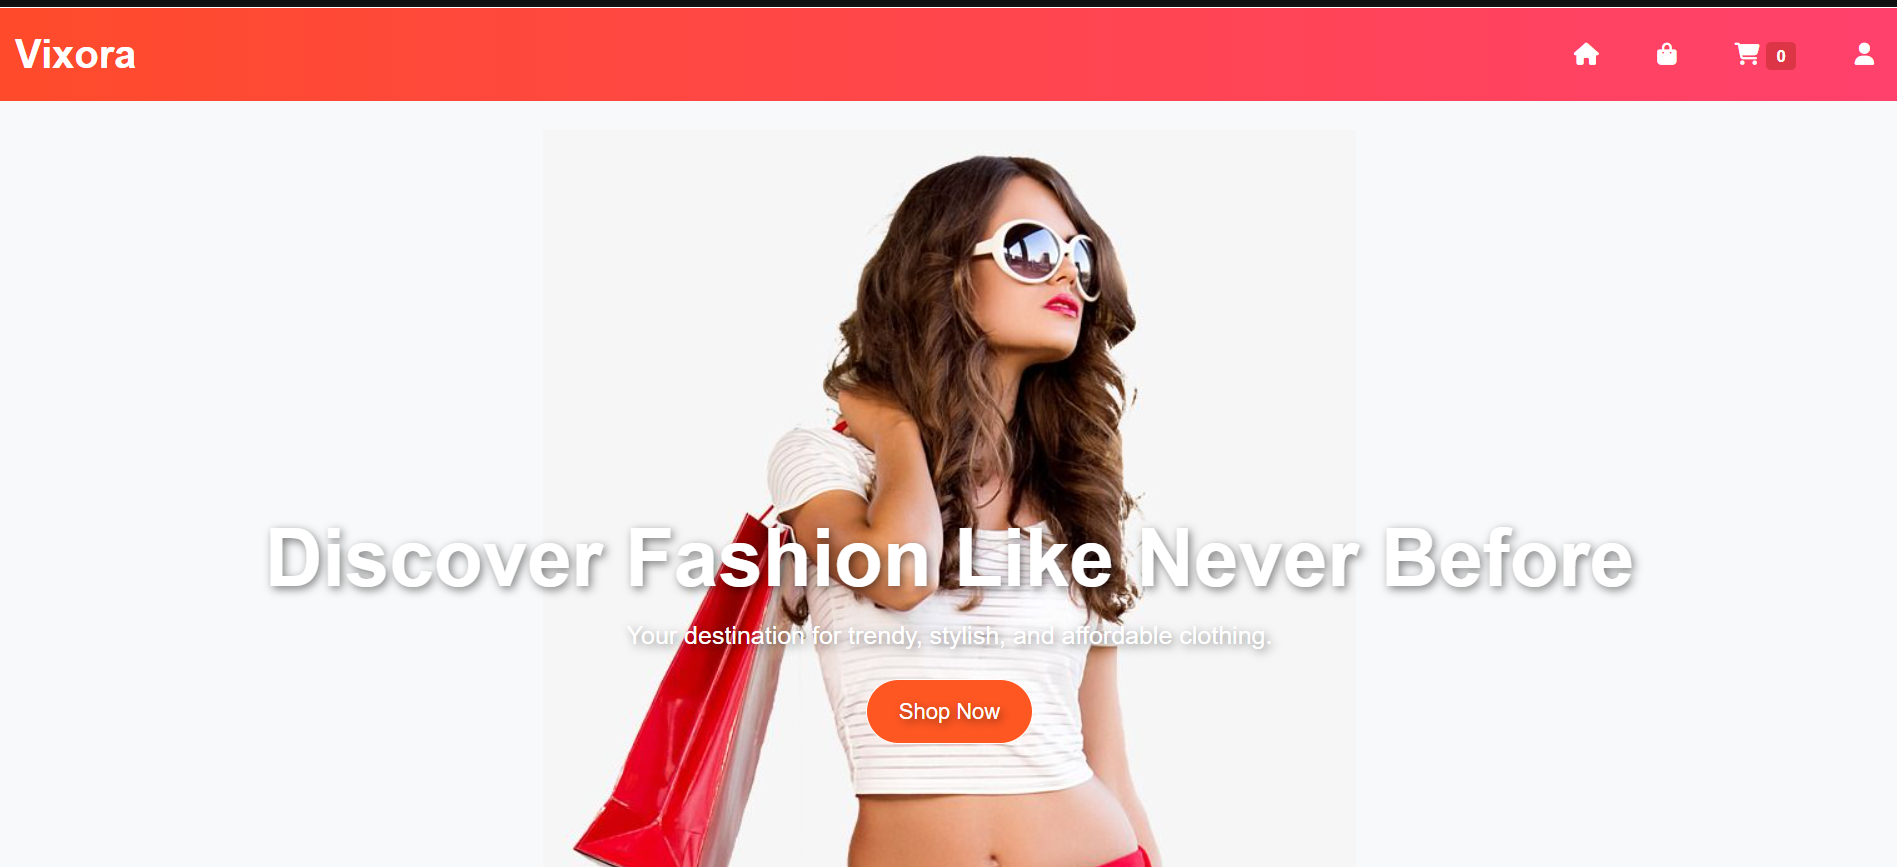 Vixora
0
Discover Fashion Like Never Before
Your destination for trendy, stylish, and affordable clothing.
Shop Now